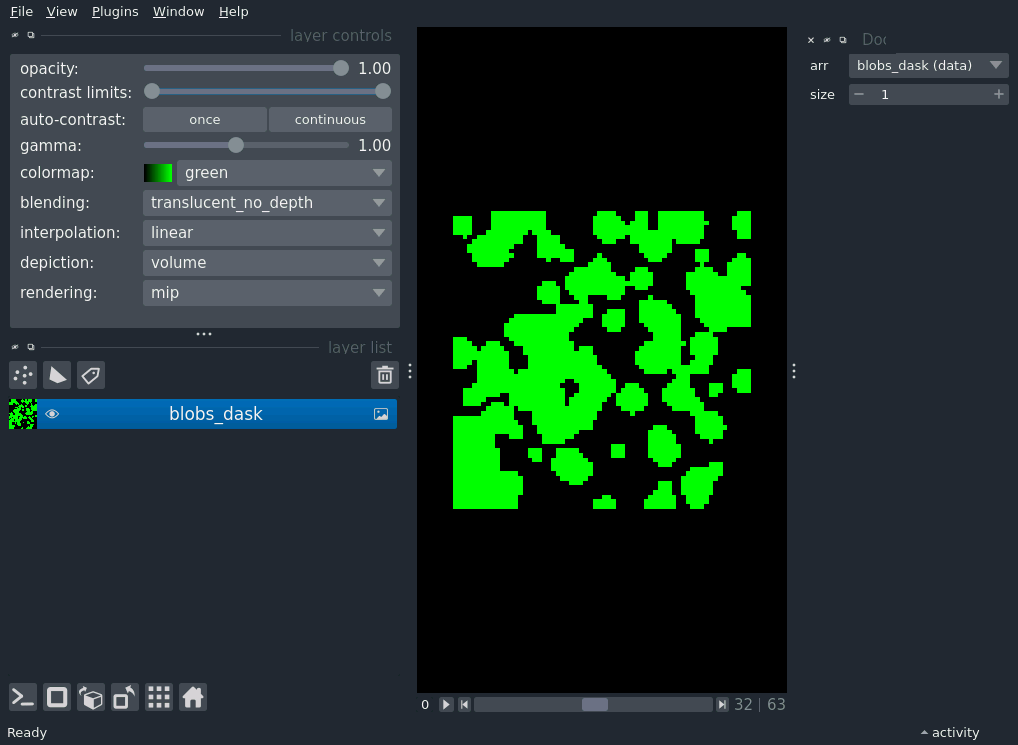 File View Plugins Window Help
layer controls
opacity: 1.00
contrast limits:
auto-contrast: once continuous
gamma: 1.00
colormap: green
blending: translucent_no_depth
interpolation: linear
depiction: volume
rendering: mip
layer list
blobs_dask
0 32 | 63
Ready
arr blobs_dask (data)
size 1
activity